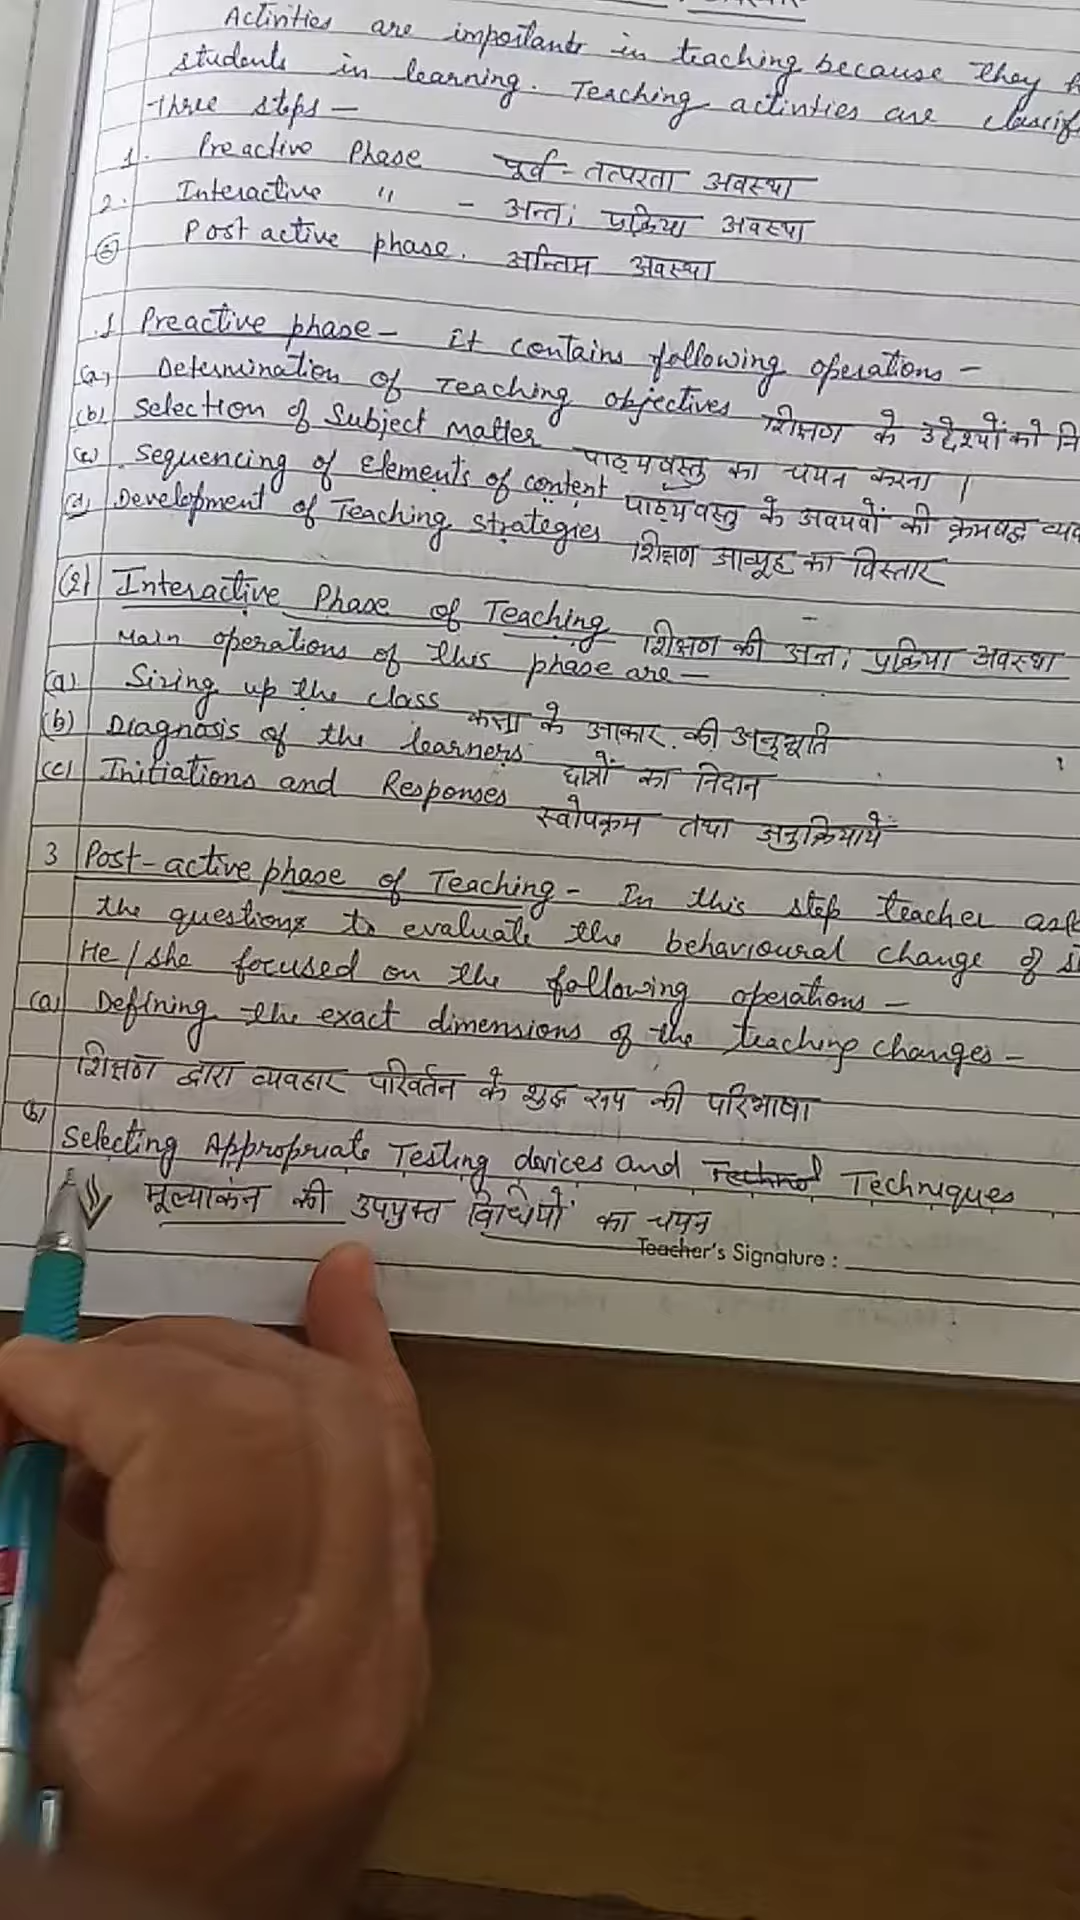 Activities are importants in teaching because they
students in learning. Teaching activities are
three steps —
1. Preactive Phase पूर्व - तत्परता अवस्था
2. Interactive " - अन्त: प्रक्रिया अवस्था
Post active phase. अन्तिम अवस्था
1 Preactive phase - it contains following operations -
(a) Determination of Teaching objectives शिक्षण के उद्देश्यों को
(b) Selection of Subject Matter पाठ्यवस्तु का चयन करना ।
(c) Sequencing of Elements of content पाठ्यवस्तु के अवयवों की क्रमबद्ध
(d) Development of Teaching strategies शिक्षण आव्यूह का विस्तार
(2) Interactive Phase of Teaching शिक्षण की अन्त: प्रक्रिया अवस्था
Main operations of this phase are —
(a) Sizing up the class कक्षा के आकार की अनुभूति
(b) Diagnosis of the learners छात्रों का निदान
(c) Initiations and Responses स्वोपक्रम तथा अनुक्रियायें
3 Post-active phase of Teaching - In this step teacher
the questions to evaluate the behavioural change of
He/she focused on the following operations —
(a) Defining the exact dimensions of the teaching changes -
शिक्षण द्वारा व्यवहार परिवर्तन के शुद्ध रूप की परिभाषा
(b) Selecting Appropriate Testing devices and Techniques
मूल्याकंन की उपयुक्त विधियों का चयन
Teacher's Signature :